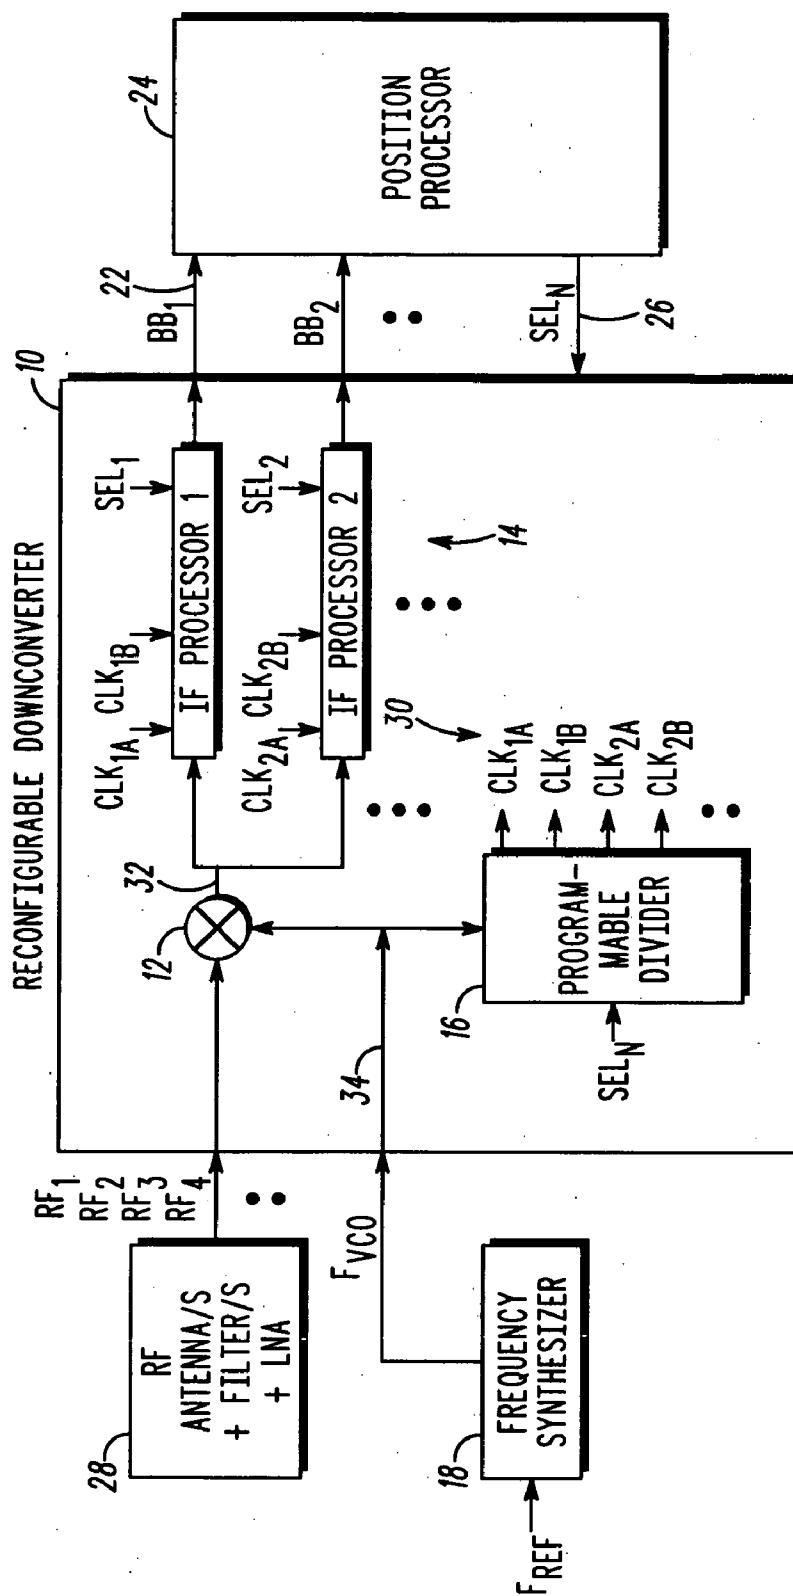 RECONFIGURABLE DOWNCONVERTER
10
28
RF
ANTENNA/S
+ FILTER/S
+ LNA
RF1
RF2
RF3
RF4
12
32
CLK1A
CLK1B
SEL1
IF PROCESSOR 1
BB1
22
CLK2A
CLK2B
SEL2
IF PROCESSOR 2
BB2
14
24
POSITION
PROCESSOR
SELN
26
FREF
18
FREQUENCY
SYNTHESIZER
FVCO
34
SELN
16
PROGRAM-
MABLE
DIVIDER
30
CLK1A
CLK1B
CLK2A
CLK2B